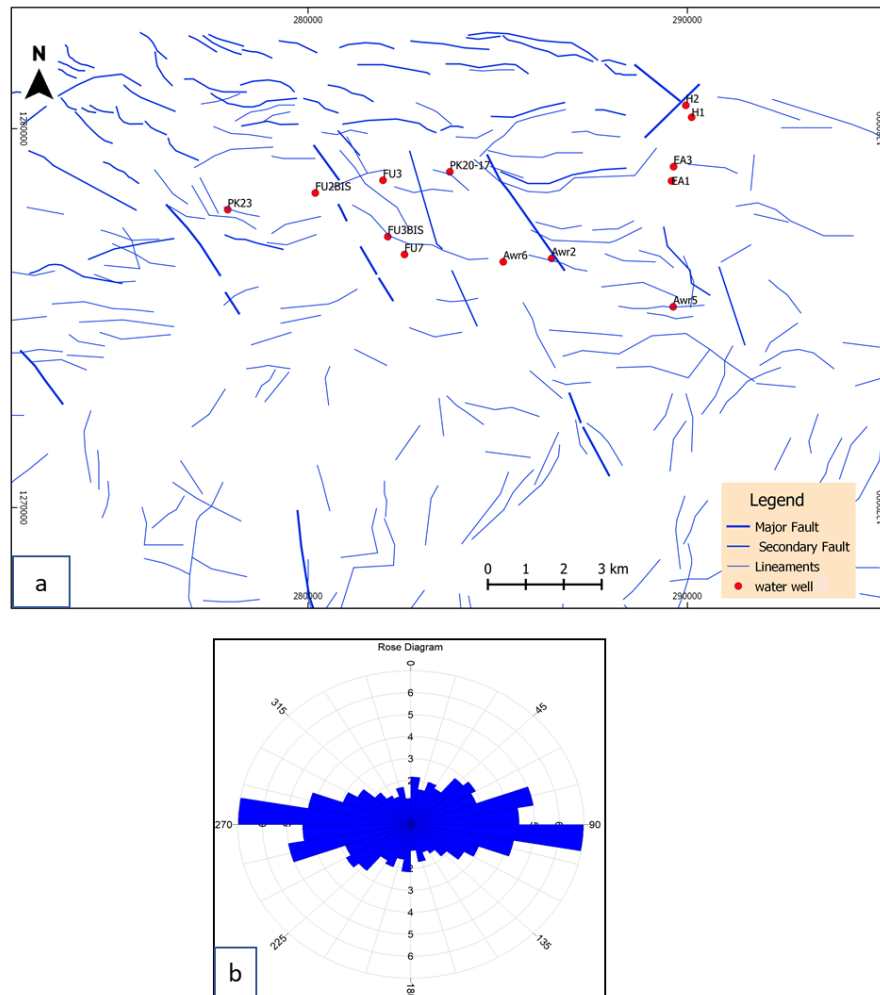 280000
290000
N
1280000
1280000
H2
H1
PK20-17
EA3
FU3
EA1
FU2BIS
PK23
FU3BIS
FU7
Awr6
Awr2
Awr5
1270000
1270000
Legend
Major Fault
Secondary Fault
Lineaments
water well
0 1 2 3 km
a
280000
290000
Rose Diagram
0
6
5
4
3
2
315
45
270
90
2
3
4
5
6
225
135
b